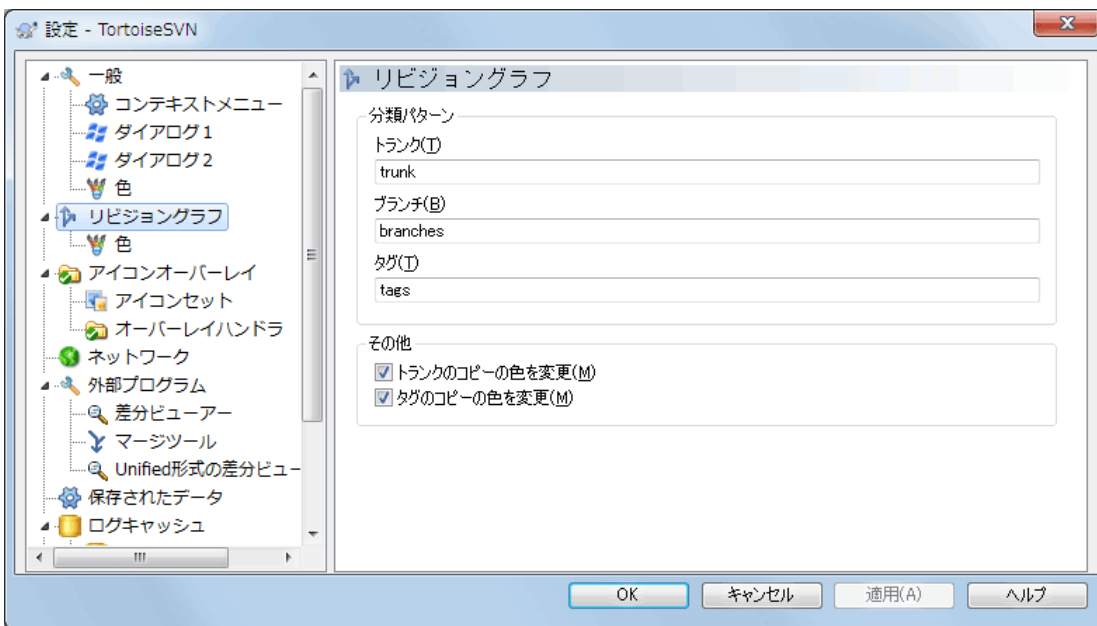 設定 - TortoiseSVN
一般
コンテキストメニュー
ダイアログ1
ダイアログ2
色
リビジョングラフ
色
アイコンオーバーレイ
アイコンセット
オーバーレイハンドラ
ネットワーク
外部プログラム
差分ビューアー
マージツール
Unified形式の差分ビュー
保存されたデータ
ログキャッシュ
リビジョングラフ
分類パターン
トランク(T)
trunk
ブランチ(B)
branches
タグ(T)
tags
その他
トランクのコピーの色を変更(M)
タグのコピーの色を変更(M)
OK キャンセル 適用(A) ヘルプ